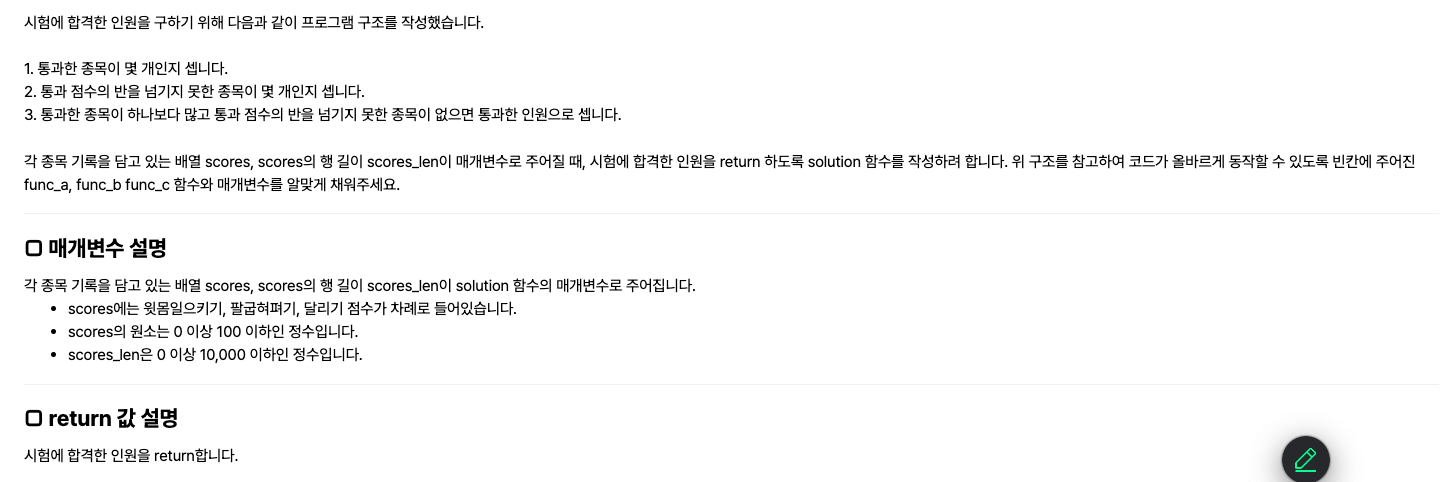 시험에 합격한 인원을 구하기 위해 다음과 같이 프로그램 구조를 작성했습니다.
1. 통과한 종목이 몇 개인지 셉니다.
2. 통과 점수의 반을 넘기지 못한 종목이 몇 개인지 셉니다.
3. 통과한 종목이 하나보다 많고 통과 점수의 반을 넘기지 못한 종목이 없으면 통과한 인원으로 셉니다.
각 종목 기록을 담고 있는 배열 scores, scores의 행 길이 scores_len이 매개변수로 주어질 때, 시험에 합격한 인원을 return 하도록 solution 함수를 작성하려 합니다. 위 구조를 참고하여 코드가 올바르게 동작할 수 있도록 빈칸에 주어진
func_a, func_b func_c 함수와 매개변수를 알맞게 채워주세요.
매개변수 설명
각 종목 기록을 담고 있는 배열 scores, scores의 행 길이 scores_len이 solution 함수의 매개변수로 주어집니다.
• scores에는 윗몸일으키기, 팔굽혀펴기, 달리기 점수가 차례로 들어있습니다.
• scores의 원소는 0 이상 100 이하인 정수입니다.
• scores_len은 0 이상 10,000 이하인 정수입니다.
return 값 설명
시험에 합격한 인원을 return합니다.